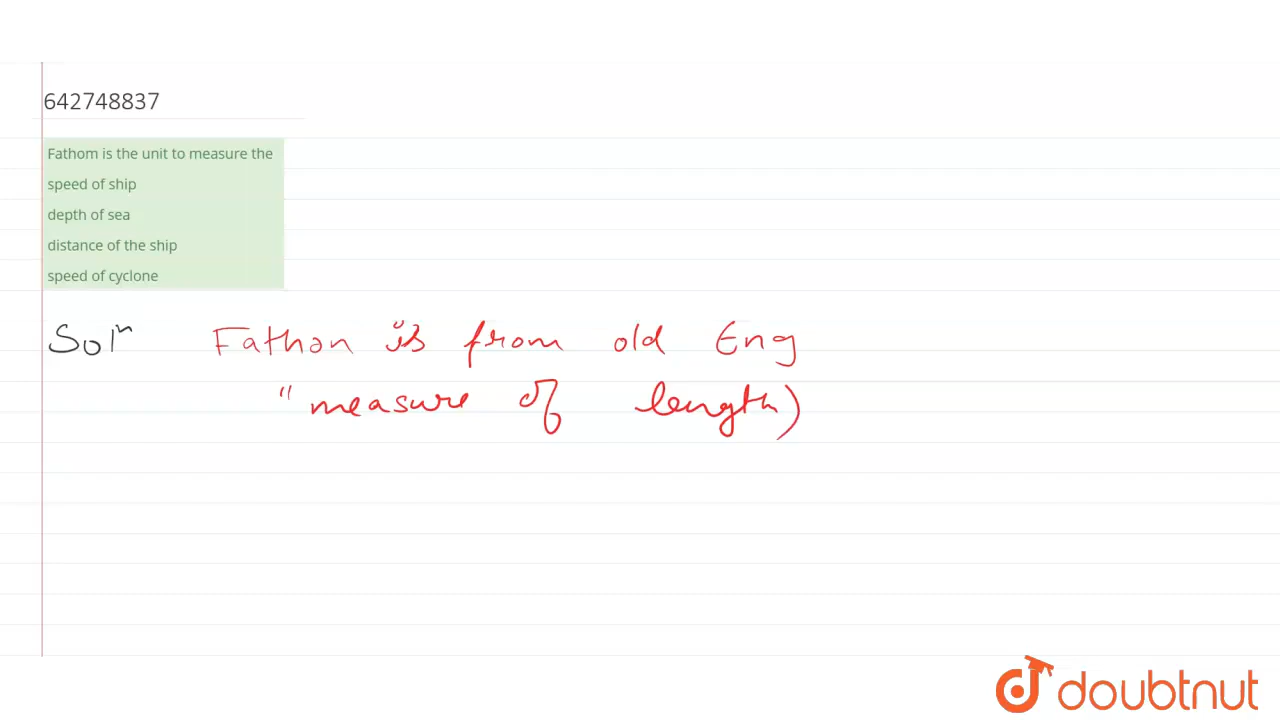 642748837
Fathom is the unit to measure the
speed of ship
depth of sea
distance of the ship
speed of cyclone
Solⁿ Fathon is from old Eng
" measure of length)
doubtnut